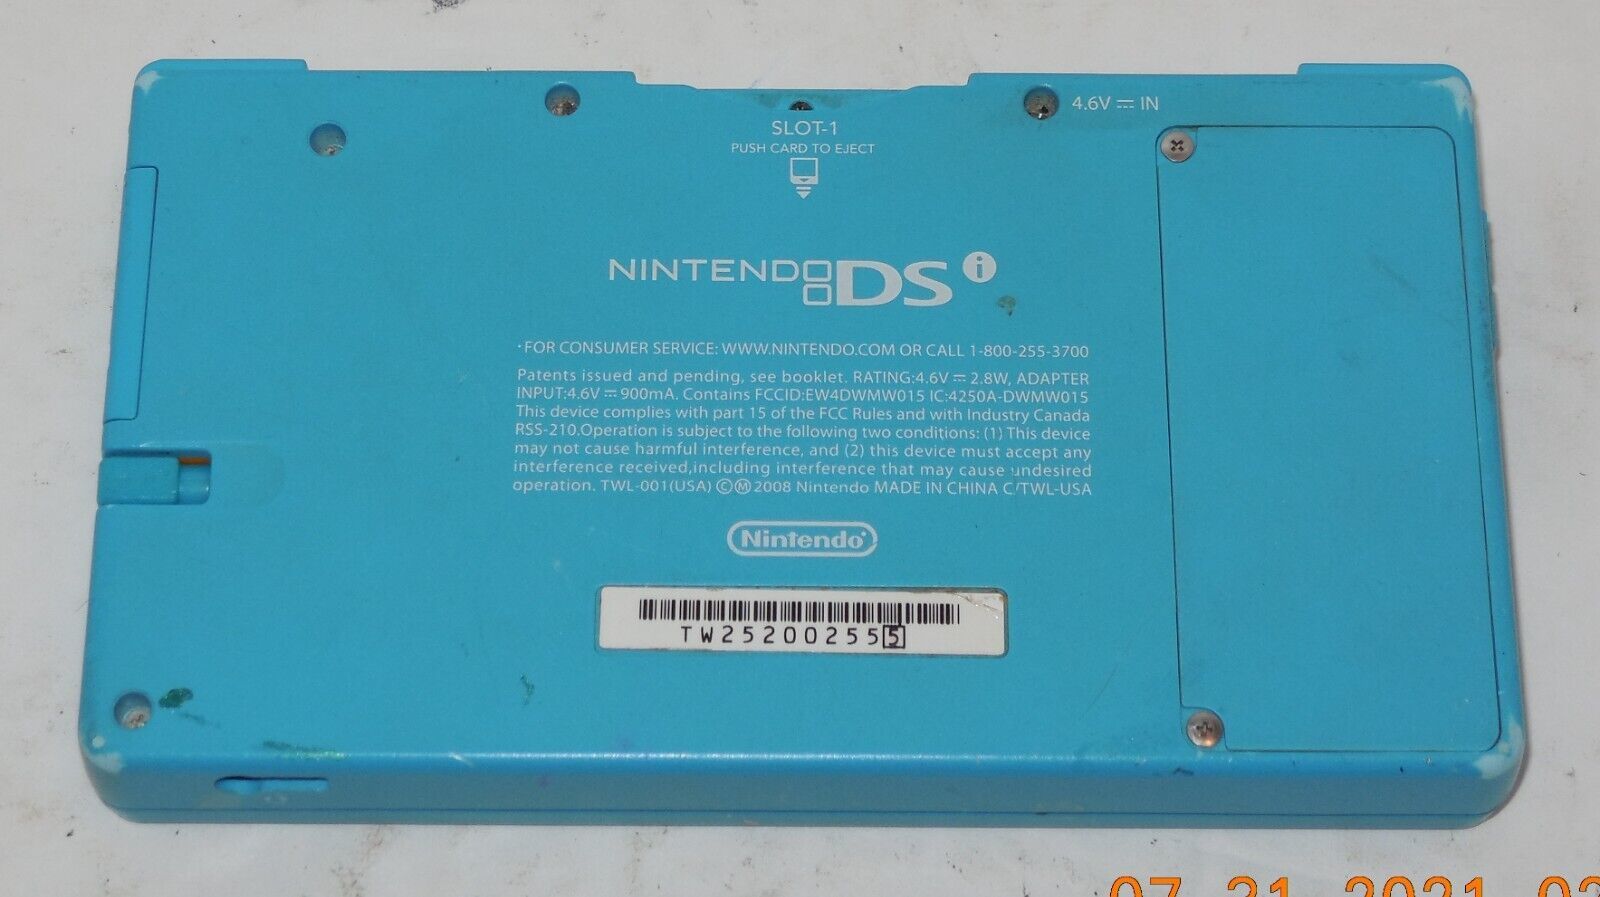 4.6V ⎓ IN
SLOT-1
PUSH CARD TO EJECT
NINTENDO DS i
·FOR CONSUMER SERVICE: WWW.NINTENDO.COM OR CALL 1-800-255-3700
Patents issued and pending, see booklet. RATING:4.6V ⎓ 2.8W, ADAPTER
INPUT:4.6V ⎓ 900mA. Contains FCCID:EW4DWMW015 IC:4250A-DWMW015
This device complies with part 15 of the FCC Rules and with Industry Canada
RSS-210.Operation is subject to the following two conditions: (1) This device
may not cause harmful interference, and (2) this device must accept any
interference received,including interference that may cause undesired
operation. TWL-001(USA) ©Ⓜ2008 Nintendo MADE IN CHINA C/TWL-USA
Nintendo
TW252002555
07 31 2021